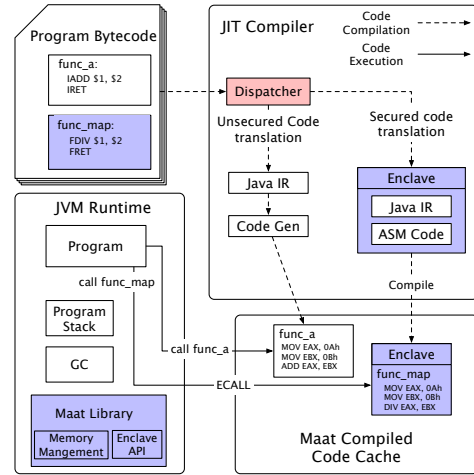 Program Bytecode
func_a:
IADD $1, $2
IRET
func_map:
FDIV $1, $2
FRET
JIT Compiler
Code
Compilation
Code
Execution
Dispatcher
Unsecured Code
translation
Secured code
translation
Java IR
Code Gen
Enclave
Java IR
ASM Code
Compile
JVM Runtime
Program
call func_map
Program
Stack
GC
call func_a
ECALL
Maat Library
Memory
Mangement
Enclave
API
func_a
MOV EAX, 0Ah
MOV EBX, 0Bh
ADD EAX, EBX
Enclave
func_map
MOV EAX, 0Ah
MOV EBX, 0Bh
DIV EAX, EBX
Maat Compiled
Code Cache